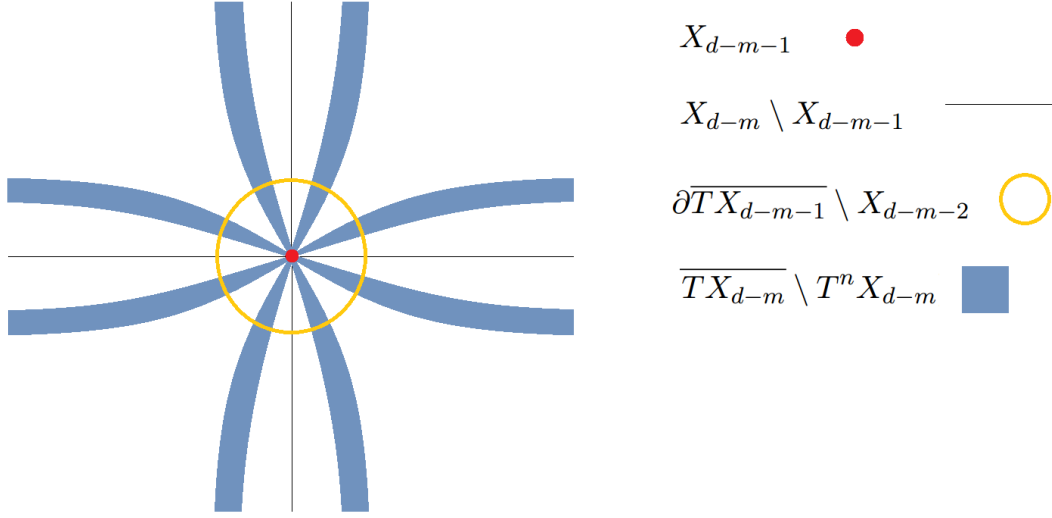 $X_{d-m-1}$
$X_{d-m} \setminus X_{d-m-1}$
$\partial \overline{TX_{d-m-1}} \setminus X_{d-m-2}$
$\overline{TX_{d-m}} \setminus T^n X_{d-m}$